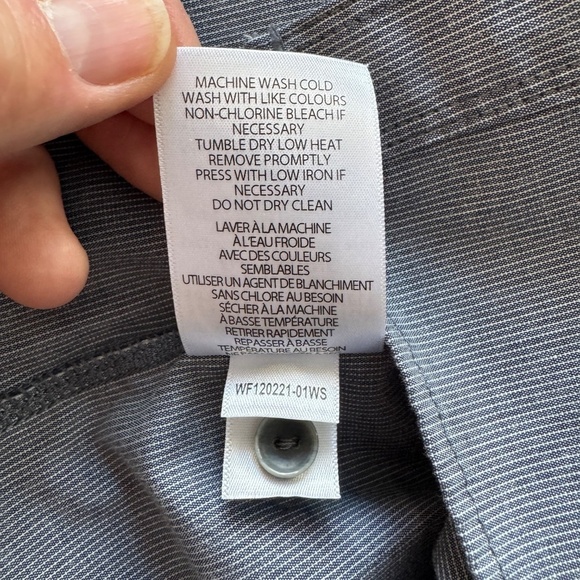 MACHINE WASH COLD
WASH WITH LIKE COLOURS
NON-CHLORINE BLEACH IF
NECESSARY
TUMBLE DRY LOW HEAT
REMOVE PROMPTLY
PRESS WITH LOW IRON IF
NECESSARY
DO NOT DRY CLEAN
LAVER À LA MACHINE
À L'EAU FROIDE
AVEC DES COULEURS
SEMBLABLES
UTILISER UN AGENT DE BLANCHIMENT
SANS CHLORE AU BESOIN
SÉCHER À LA MACHINE
À BASSE TEMPÉRATURE
RETIRER RAPIDEMENT
REPASSER À BASSE
TEMPÉRATURE AU BESOIN
WF120221-01WS